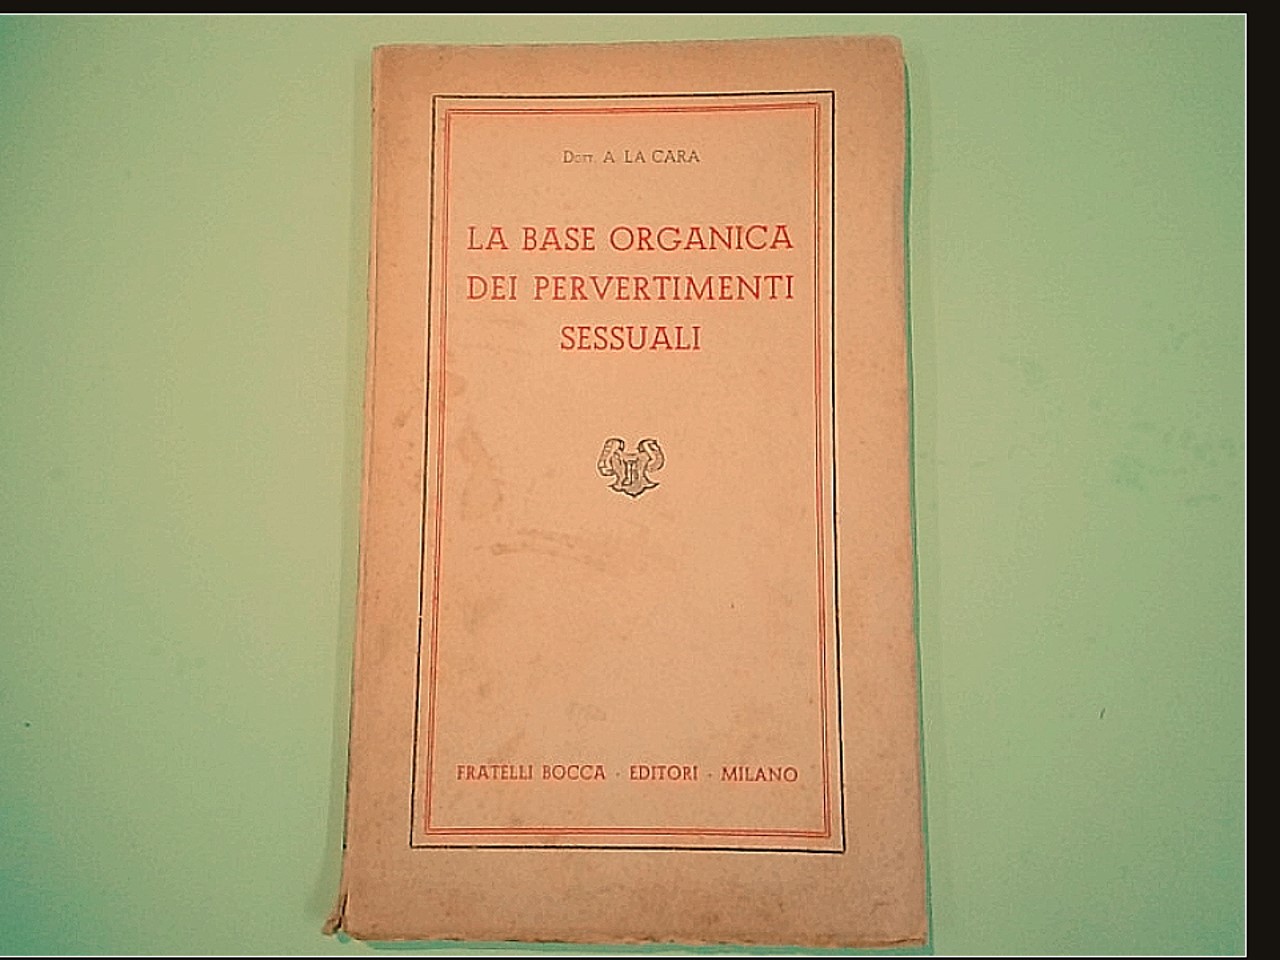 Dott. A LA CARA
LA BASE ORGANICA
DEI PERVERTIMENTI
SESSUALI
FRATELLI BOCCA · EDITORI · MILANO